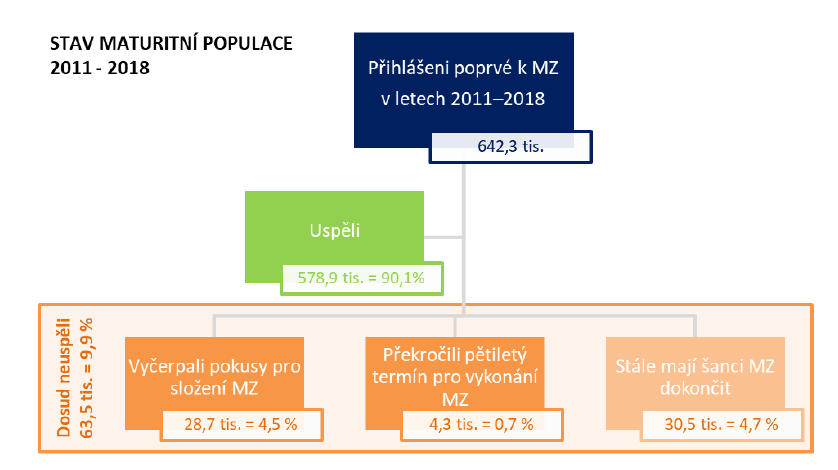 STAV MATURITNÍ POPULACE
2011 - 2018
Přihlášeni poprvé k MZ
v letech 2011–2018
642,3 tis.
Uspěli
578,9 tis. = 90,1%
Dosud neuspěli
63,5 tis. = 9,9 %
Vyčerpali pokusy pro
složení MZ
28,7 tis. = 4,5 %
Překročili pětiletý
termín pro vykonání
MZ
4,3 tis. = 0,7 %
Stále mají šanci MZ
dokončit
30,5 tis. = 4,7 %